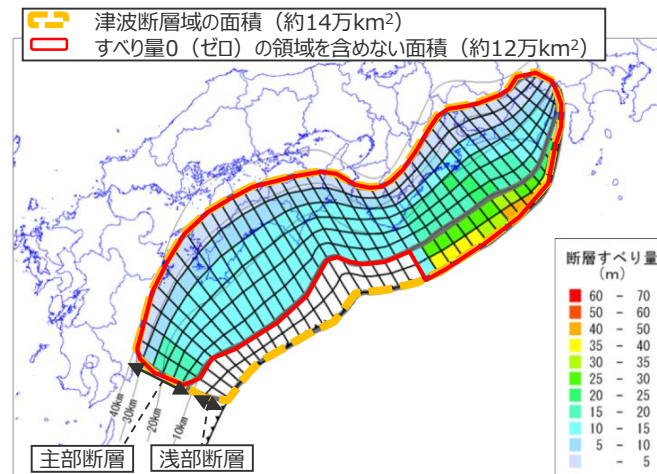 津波断層域の面積（約14万km²）
すべり量0（ゼロ）の領域を含めない面積（約12万km²）
断層すべり量
（m）
60 - 70
50 - 60
40 - 50
35 - 40
30 - 35
25 - 30
20 - 25
15 - 20
10 - 15
5 - 10
- 5
40km
30km
20km
10km
主部断層
浅部断層